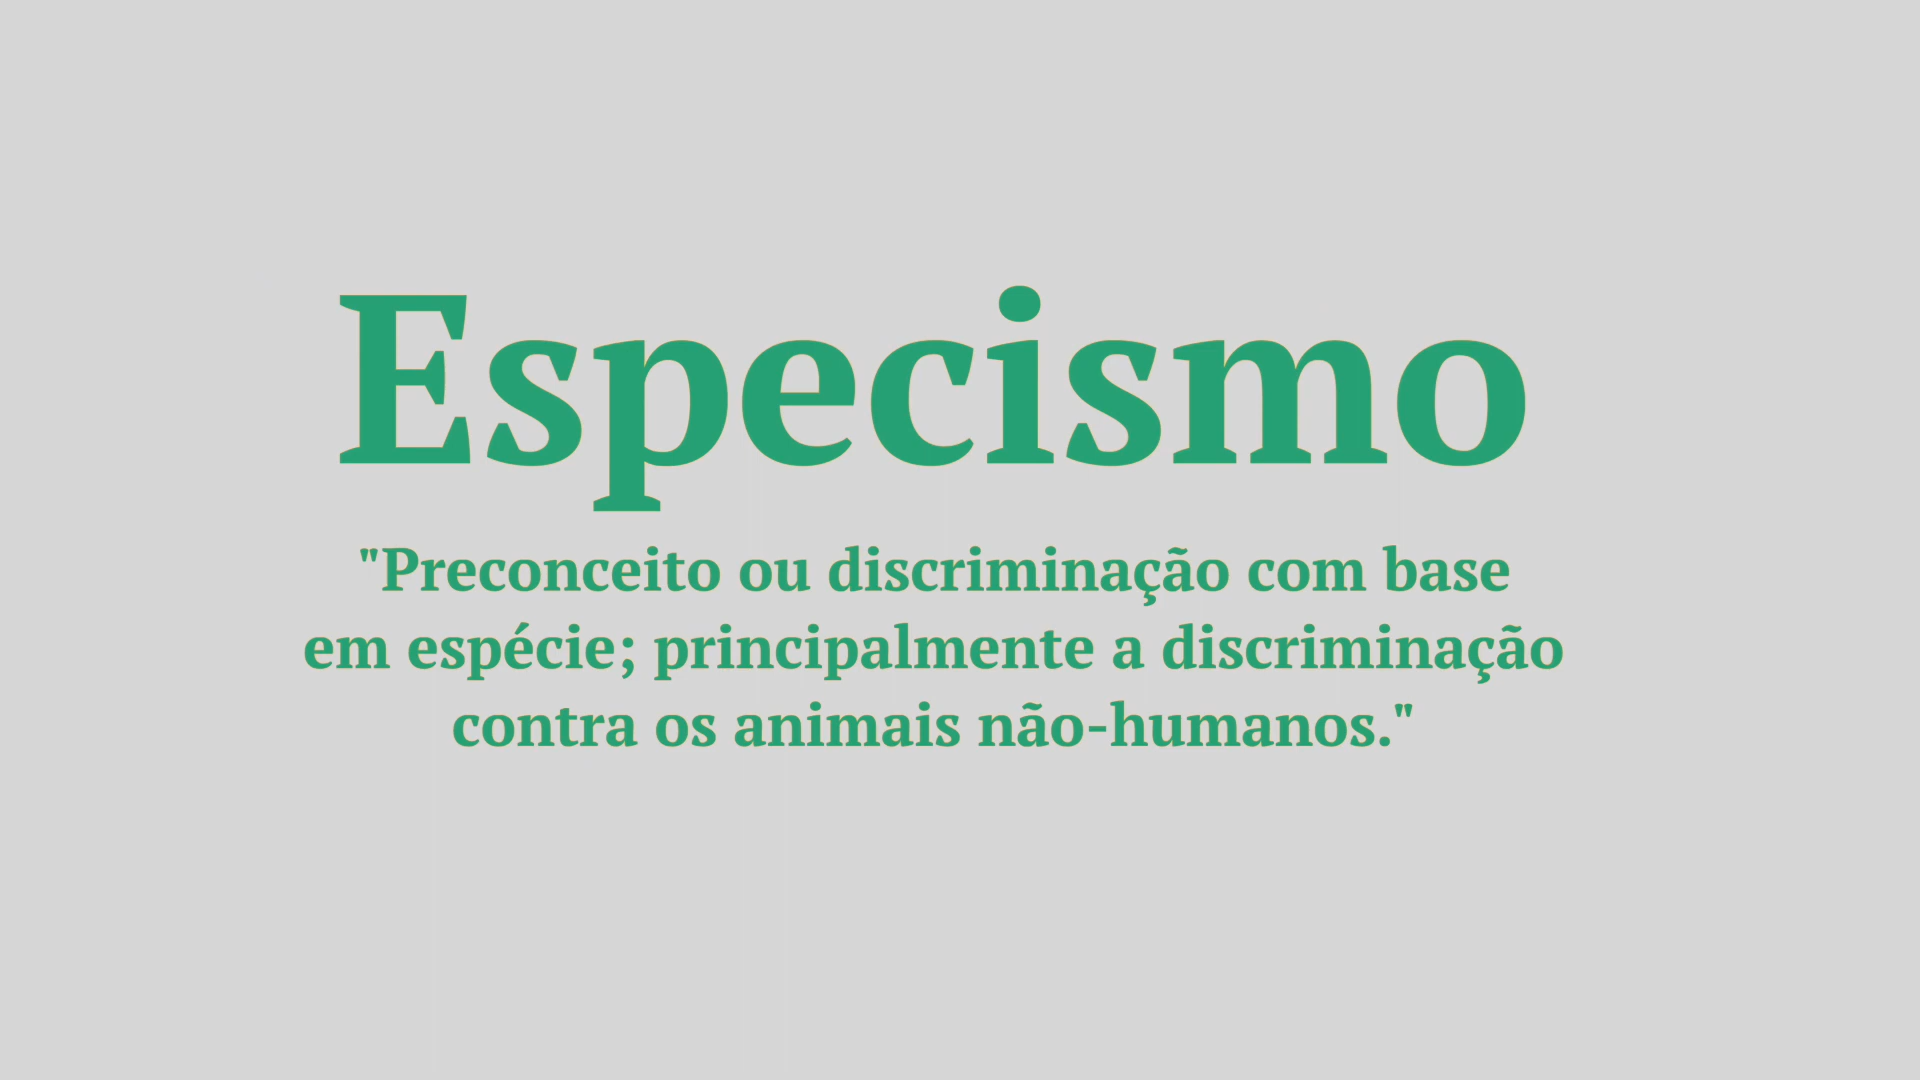 Especismo
"Preconceito ou discriminação com base
em espécie; principalmente a discriminação
contra os animais não-humanos."